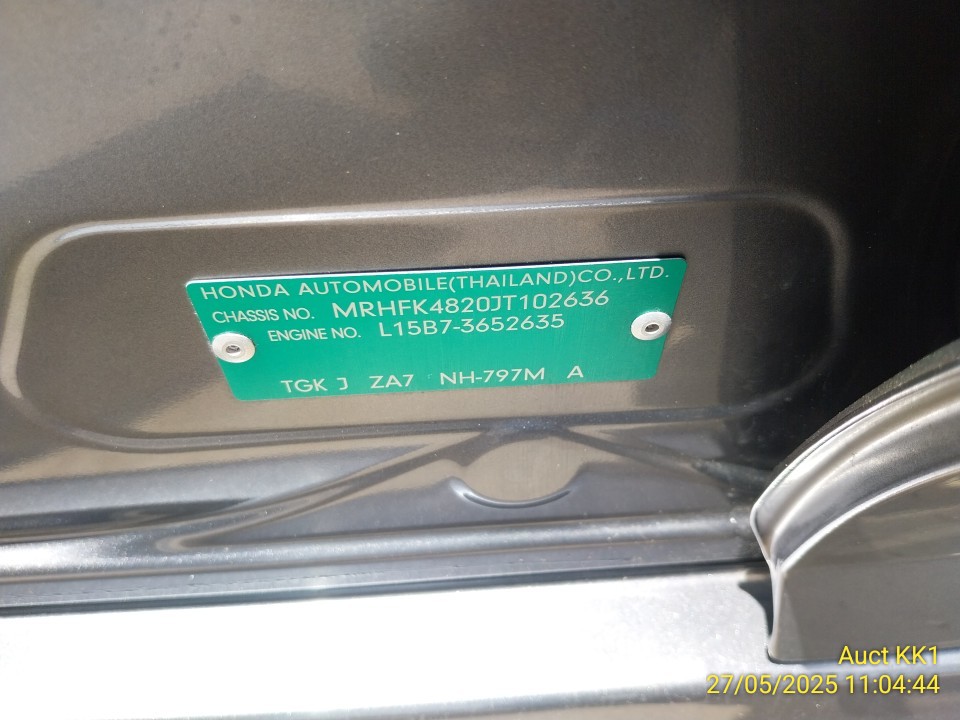 HONDA AUTOMOBILE(THAILAND)CO.,LTD.
CHASSIS NO. MRHFK4820JT102636
ENGINE NO. L15B7-3652635
TGK J ZA7 NH-797M A
Auct KK1
27/05/2025 11:04:44